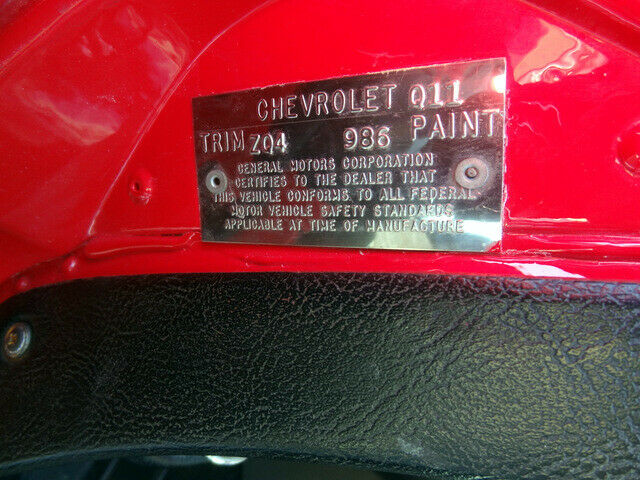 CHEVROLET Q11
TRIM ZQ4 986 PAINT
GENERAL MOTORS CORPORATION
CERTIFIES TO THE DEALER THAT
THIS VEHICLE CONFORMS TO ALL FEDERAL
MOTOR VEHICLE SAFETY STANDARDS
APPLICABLE AT TIME OF MANUFACTURE